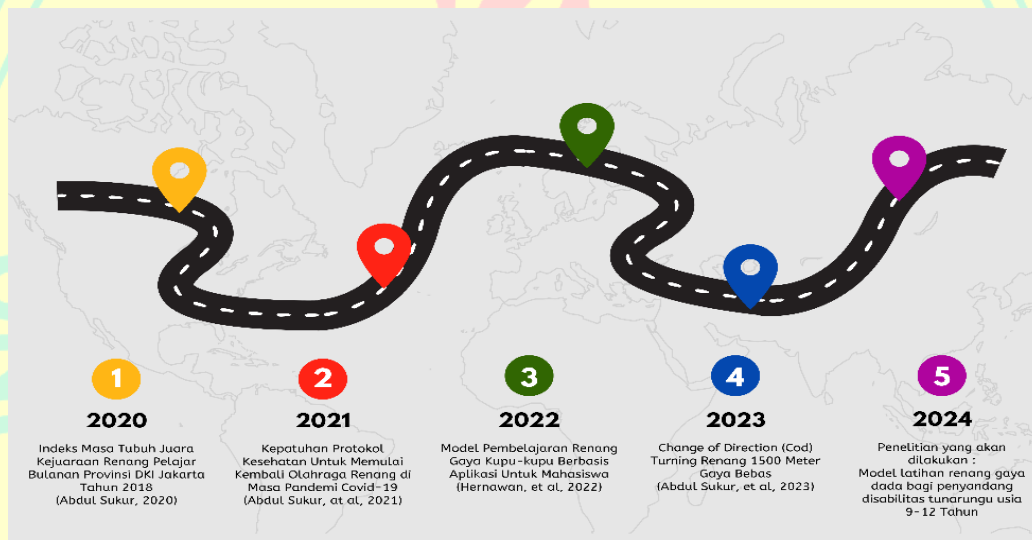 1
2020
Indeks Masa Tubuh Juara
Kejuaraan Renang Pelajar
Bulanan Provinsi DKI Jakarta
Tahun 2018
(Abdul Sukur, 2020)
2
2021
Kepatuhan Protokol
Kesehatan Untuk Memulai
Kembali Olahraga Renang di
Masa Pandemi Covid-19
(Abdul Sukur, at al, 2021)
3
2022
Model Pembelajaran Renang
Gaya Kupu-kupu Berbasis
Aplikasi Untuk Mahasiswa
(Hernawan, et al, 2022)
4
2023
Change of Direction (Cod)
Turning Renang 1500 Meter
Gaya Bebas
(Abdul Sukur, et al, 2023)
5
2024
Penelitian yang akan
dilakukan :
Model latihan renang gaya
dada bagi penyandang
disabilitas tunarungu usia
9-12 Tahun